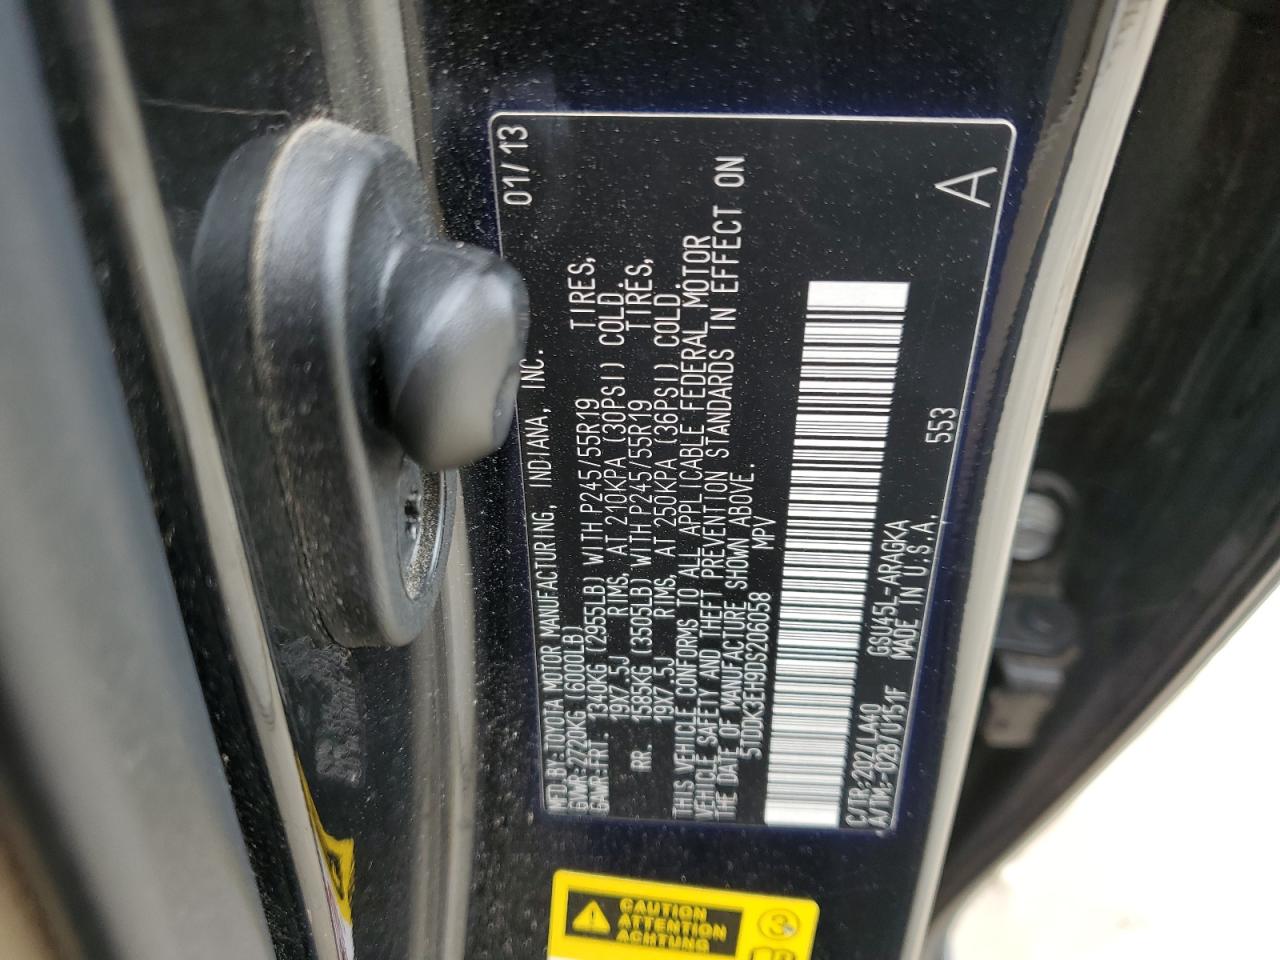 MFD.BY:TOYOTA MOTOR MANUFACTURING, INDIANA, INC. 01/13
GVWR:2720KG (6000LB)
GAWR:FRT. 1340KG (2955LB) WITH P245/55R19 TIRES,
19X7.5J RIMS, AT 210KPA (30PSI) COLD.
RR. 1585KG (3505LB) WITH P245/55R19 TIRES,
19X7.5J RIMS, AT 250KPA (36PSI) COLD.
THIS VEHICLE CONFORMS TO ALL APPLICABLE FEDERAL MOTOR
VEHICLE SAFETY AND THEFT PREVENTION STANDARDS IN EFFECT ON
THE DATE OF MANUFACTURE SHOWN ABOVE.
5TDDK3EH9DS206058 MPV
C/TR:202/LA40 GSU45L-ARAGKA 553
A/TM:-02B/U151F MADE IN U.S.A.
A
CAUTION
ATTENTION
ACHTUNG